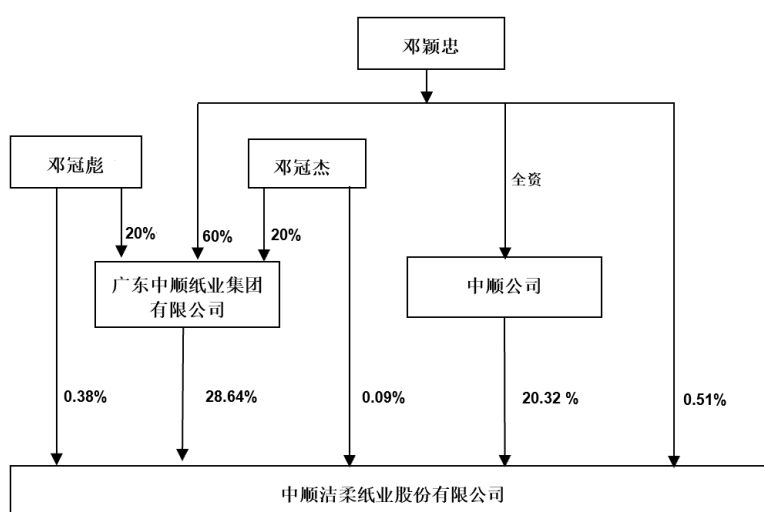 邓颖忠
邓冠彪
邓冠杰
全资
20%
60%
20%
广东中顺纸业集团
有限公司
中顺公司
0.38%
28.64%
0.09%
20.32 %
0.51%
中顺洁柔纸业股份有限公司